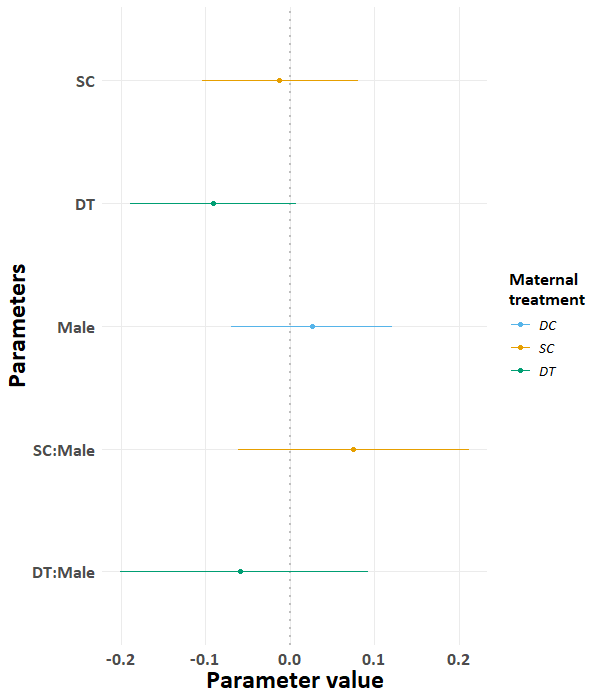 SC
DT
Male
SC:Male
DT:Male
Parameters
-0.2
-0.1
0.0
0.1
0.2
Parameter value
Maternal
treatment
DC
SC
DT